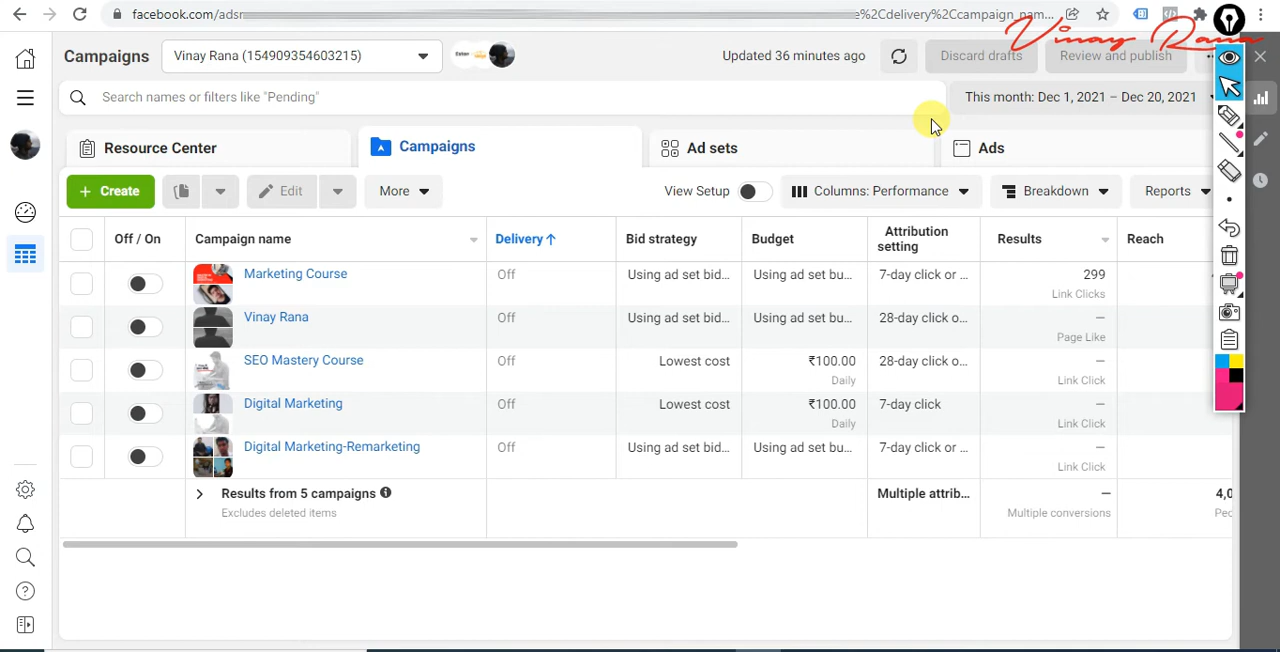 facebook.com/adsr
e%2Cdelivery%2Ccampaign_nam...
Vinay Rana
Campaigns
Vinay Rana (154909354603215)
Updated 36 minutes ago
Discard drafts
Review and publish
Search names or filters like "Pending"
This month: Dec 1, 2021 – Dec 20, 2021
Resource Center
Campaigns
Ad sets
Ads
+ Create
Edit
More
View Setup
Columns: Performance
Breakdown
Reports
Off / On
Campaign name
Delivery ↑
Bid strategy
Budget
Attribution
setting
Results
Reach
Marketing Course
Off
Using ad set bid...
Using ad set bu...
7-day click or ...
299
Link Clicks
Vinay Rana
Off
Using ad set bid...
Using ad set bu...
28-day click o...
—
Page Like
SEO Mastery Course
Off
Lowest cost
₹100.00
Daily
28-day click o...
—
Link Click
Digital Marketing
Off
Lowest cost
₹100.00
Daily
7-day click
—
Link Click
Digital Marketing-Remarketing
Off
Using ad set bid...
Using ad set bu...
7-day click or ...
—
Link Click
Results from 5 campaigns
Excludes deleted items
Multiple attrib...
—
Multiple conversions
4,0
Pec